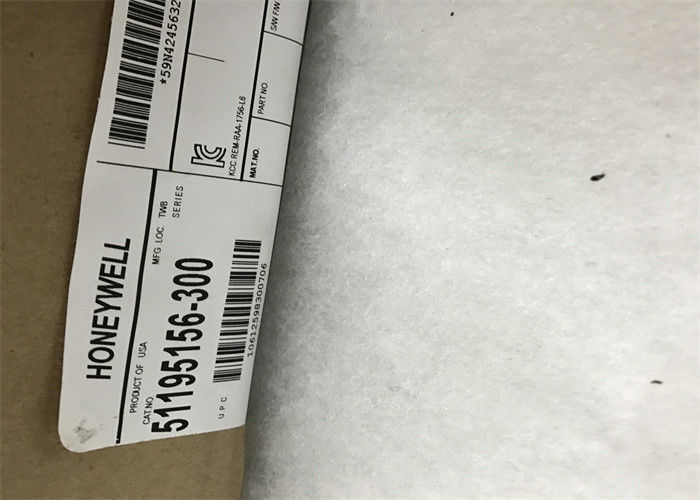 HONEYWELL
PRODUCT OF USA
MFG LOC. TWB
CAT.NO.
SERIES
51195156-300
U.P.C
10612598300706
*59N4245632
KCC REM-RAA-1756-L6
MAT.NO.
PART.NO.
S/W F/W